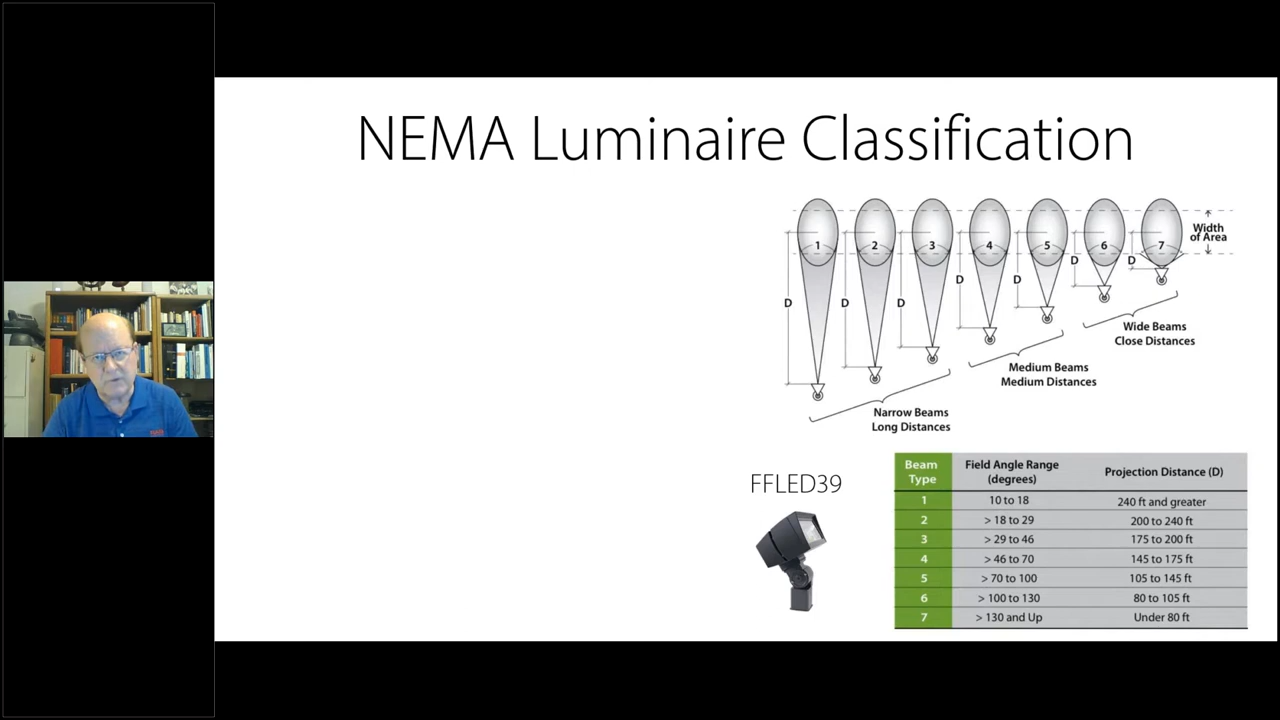 NEMA Luminaire Classification
1 2 3 4 5 6 7
Width
of Area
D D D D D D D
Wide Beams
Close Distances
Medium Beams
Medium Distances
Narrow Beams
Long Distances
FFLED39
Beam Type Field Angle Range (degrees) Projection Distance (D)
1 10 to 18 240 ft and greater
2 > 18 to 29 200 to 240 ft
3 > 29 to 46 175 to 200 ft
4 > 46 to 70 145 to 175 ft
5 > 70 to 100 105 to 145 ft
6 > 100 to 130 80 to 105 ft
7 > 130 and Up Under 80 ft